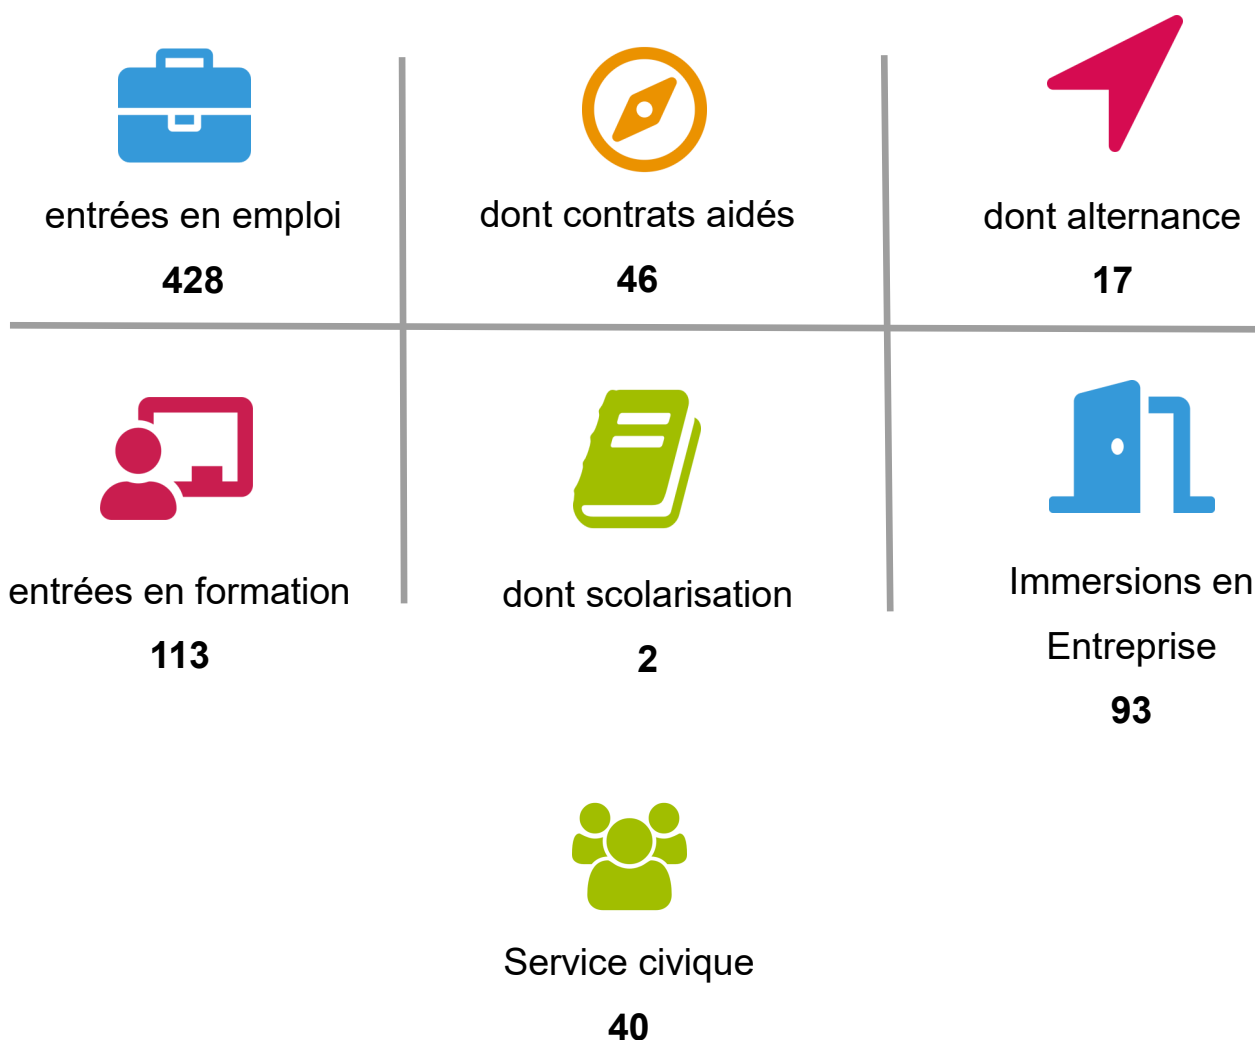 entrées en emploi
428
dont contrats aidés
46
dont alternance
17
entrées en formation
113
dont scolarisation
2
Immersions en
Entreprise
93
Service civique
40